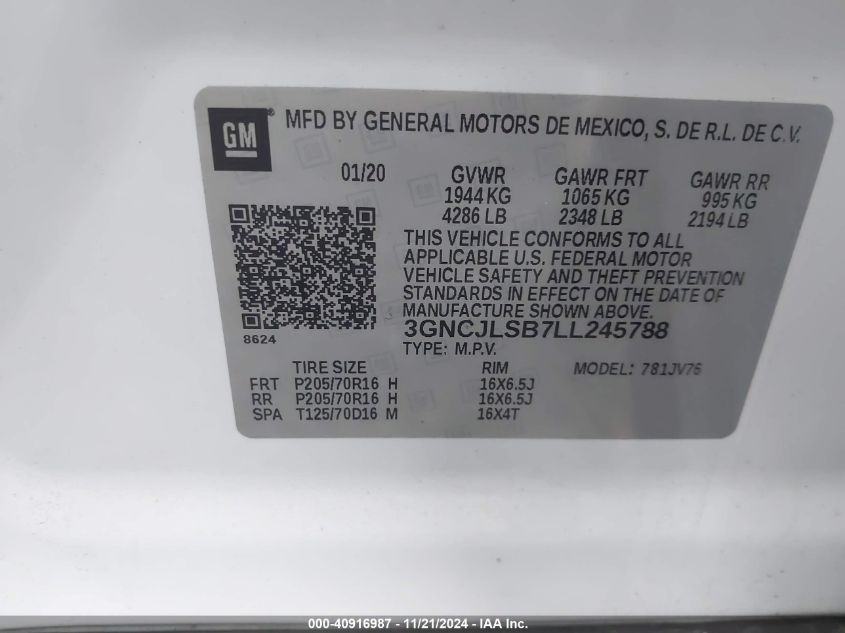 GM ® MFD BY GENERAL MOTORS DE MEXICO, S. DE R.L. DE C.V.
01/20 GVWR GAWR FRT GAWR RR
1944 KG 1065 KG 995 KG
4286 LB 2348 LB 2194 LB
THIS VEHICLE CONFORMS TO ALL
APPLICABLE U.S. FEDERAL MOTOR
VEHICLE SAFETY AND THEFT PREVENTION
STANDARDS IN EFFECT ON THE DATE OF
MANUFACTURE SHOWN ABOVE.
8624 3GNCJLSB7LL245788
TYPE: M.P.V.
TIRE SIZE RIM MODEL: 781JV76
FRT P205/70R16 H 16X6.5J
RR P205/70R16 H 16X6.5J
SPA T125/70D16 M 16X4T
000-40916987 - 11/21/2024 - IAA Inc.